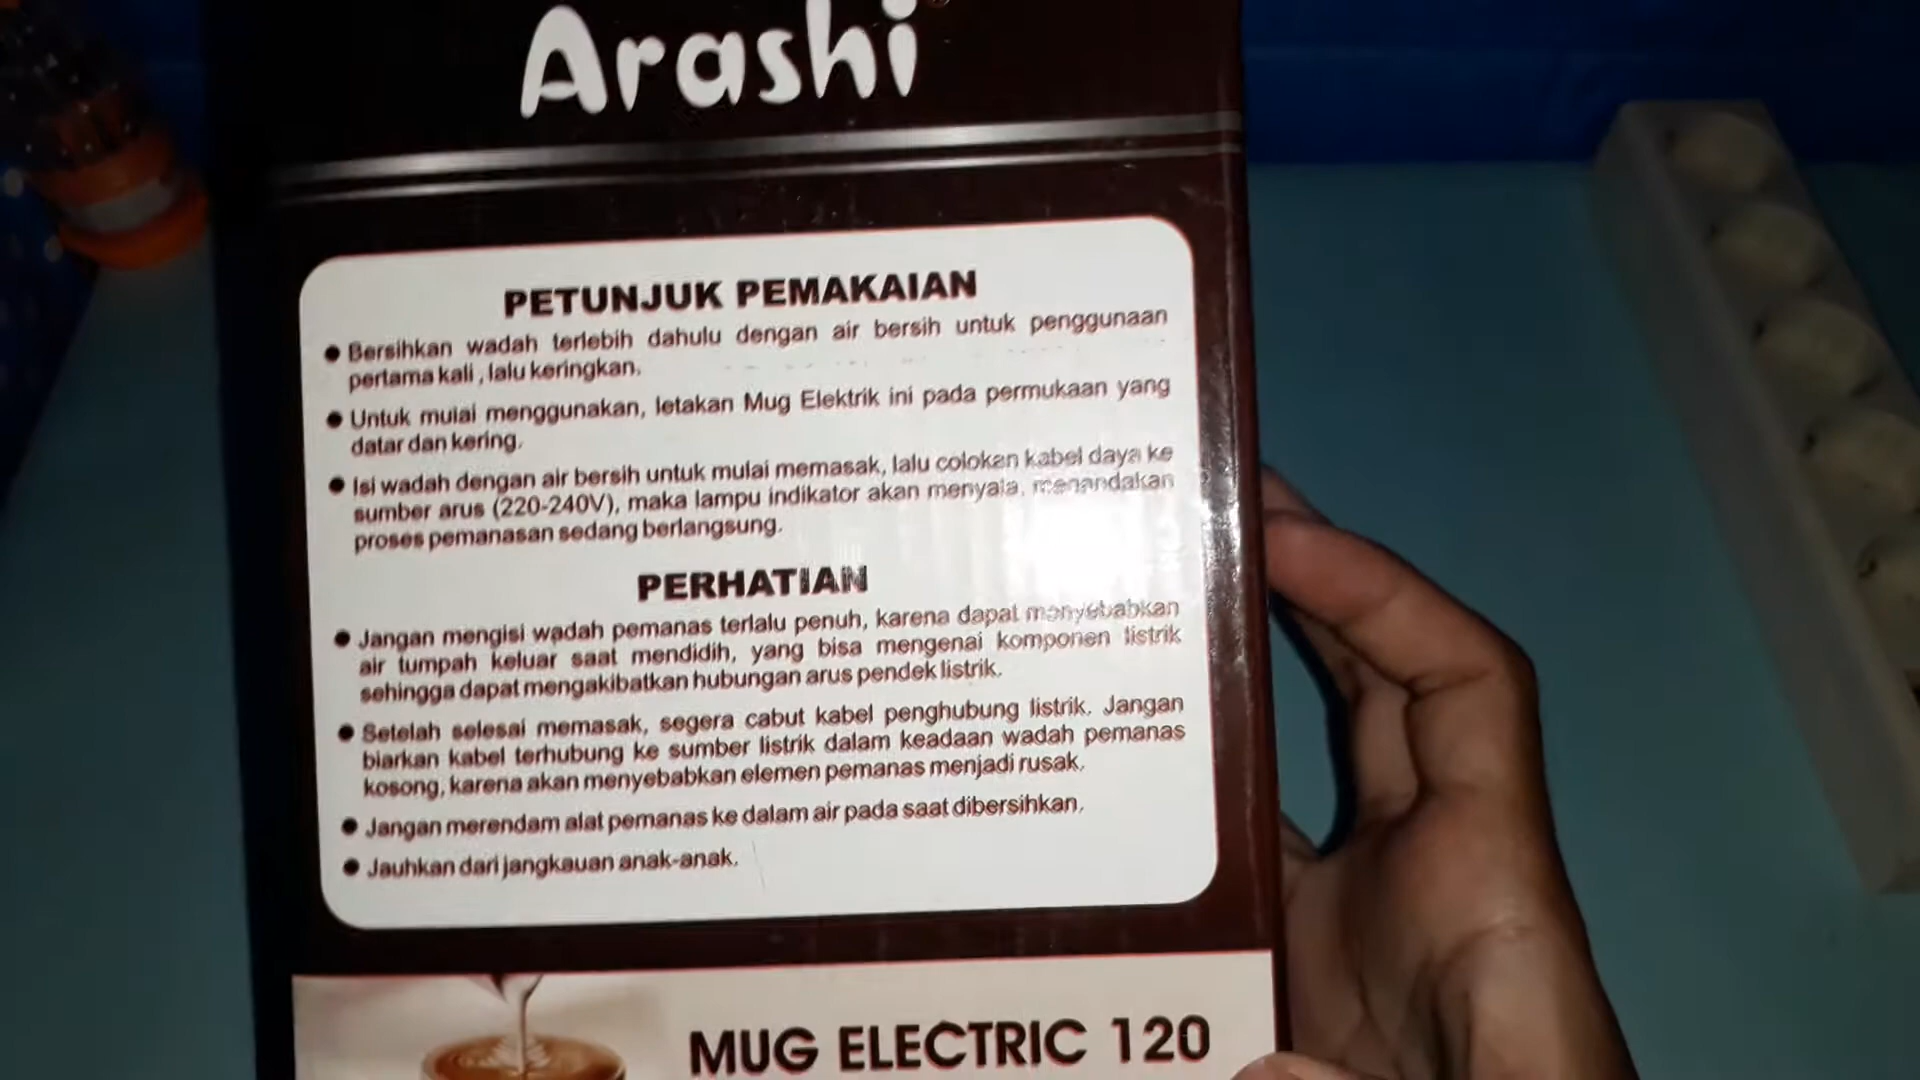 Arashi
PETUNJUK PEMAKAIAN
● Bersihkan wadah terlebih dahulu dengan air bersih untuk penggunaan
pertama kali , lalu keringkan.
● Untuk mulai menggunakan, letakan Mug Elektrik ini pada permukaan yang
datar dan kering.
● Isi wadah dengan air bersih untuk mulai memasak, lalu colokan kabel daya ke
sumber arus (220-240V), maka lampu indikator akan menyala, menandakan
proses pemanasan sedang berlangsung.
PERHATIAN
● Jangan mengisi wadah pemanas terlalu penuh, karena dapat menyebabkan
air tumpah keluar saat mendidih, yang bisa mengenai komponen listrik
sehingga dapat mengakibatkan hubungan arus pendek listrik.
● Setelah selesai memasak, segera cabut kabel penghubung listrik. Jangan
biarkan kabel terhubung ke sumber listrik dalam keadaan wadah pemanas
kosong, karena akan menyebabkan elemen pemanas menjadi rusak.
● Jangan merendam alat pemanas ke dalam air pada saat dibersihkan.
● Jauhkan dari jangkauan anak-anak.
MUG ELECTRIC 120